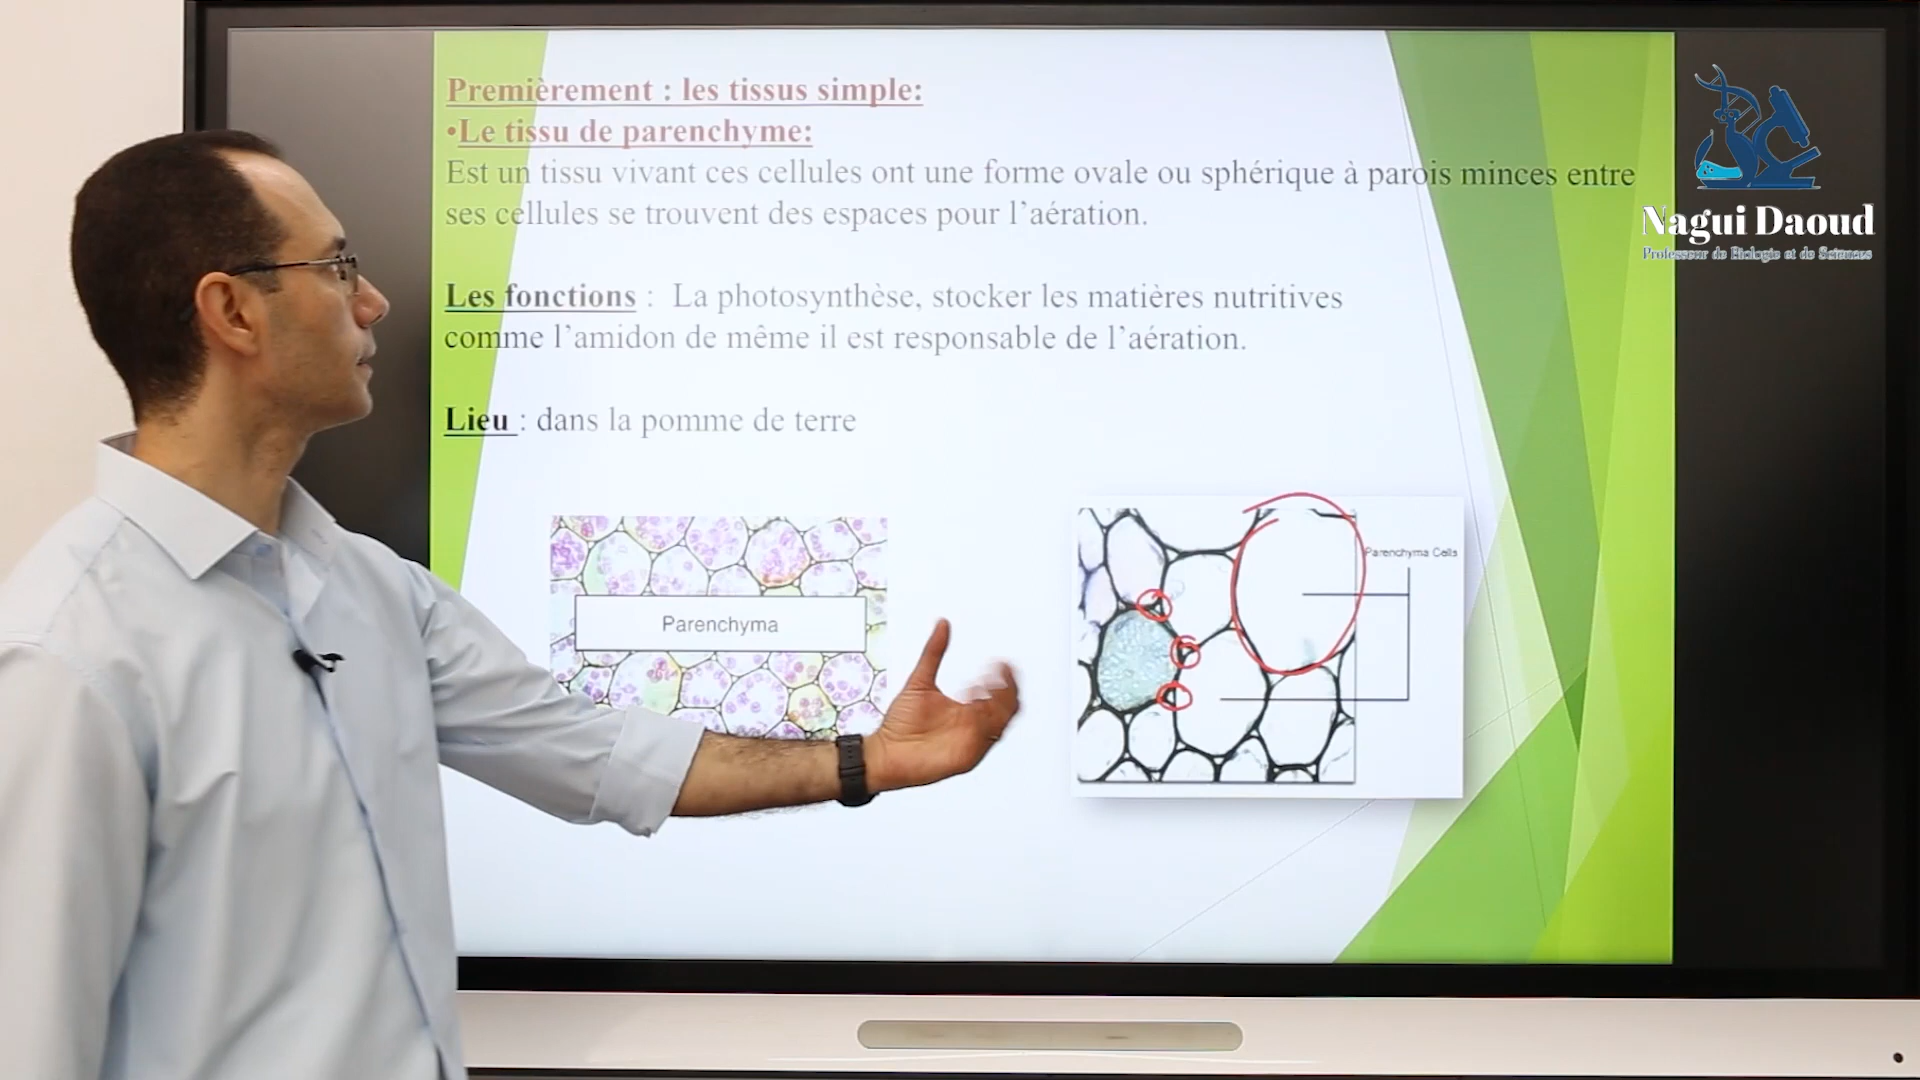 Premièrement : les tissus simple:
•Le tissu de parenchyme:
Est un tissu vivant ces cellules ont une forme ovale ou sphérique à parois minces entre
ses cellules se trouvent des espaces pour l’aération.
Les fonctions : La photosynthèse, stocker les matières nutritives
comme l’amidon de même il est responsable de l’aération.
Lieu : dans la pomme de terre
Parenchyma
Parenchyma Cells
Nagui Daoud
Professeur de Biologie et de Sciences